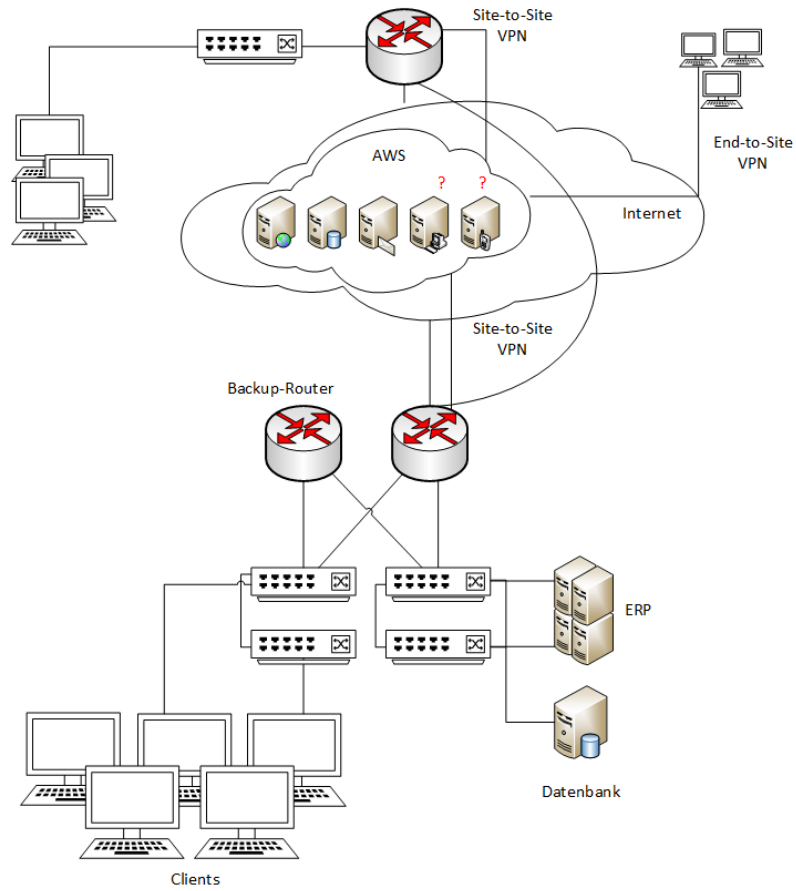 Site-to-Site
VPN
AWS
? ?
End-to-Site
VPN
Internet
Site-to-Site
VPN
Backup-Router
ERP
Datenbank
Clients